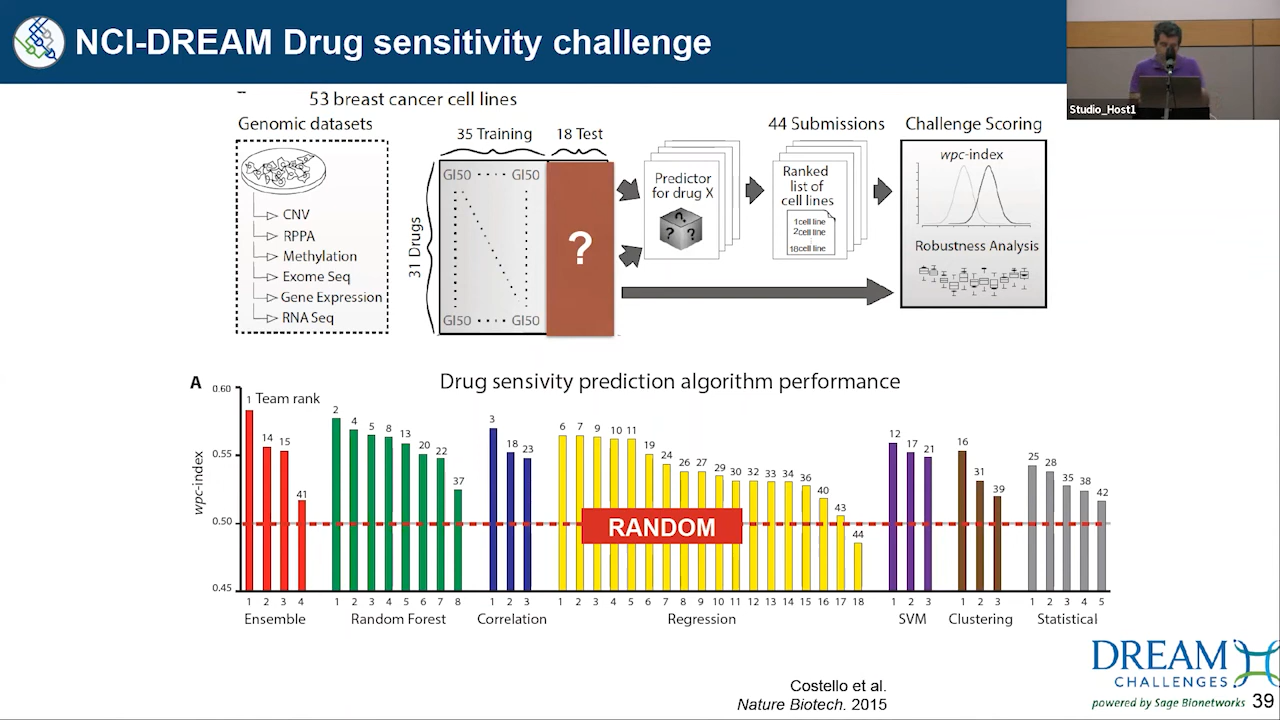 NCI-DREAM Drug sensitivity challenge
Studio_Host1
53 breast cancer cell lines
Genomic datasets
35 Training
18 Test
44 Submissions
Challenge Scoring
CNV
RPPA
Methylation
Exome Seq
Gene Expression
RNA Seq
31 Drugs
GI50 GI50
GI50 GI50
?
Predictor
for drug X
? ? ?
Ranked
list of
cell lines
1cell line
2cell line
18cell line
wpc-index
Robustness Analysis
A
Drug sensivity prediction algorithm performance
wpc-index
0.60
0.55
0.50
0.45
1 Team rank
14 15 41
2 4 5 8 13 20 22 37
3 18 23
6 7 9 10 11 19 24 26 27 29 30 32 33 34 36 40 43 44
12 17 21
16 31 39
25 28 35 38 42
RANDOM
1 2 3 4 1 2 3 4 5 6 7 8 1 2 3 1 2 3 4 5 6 7 8 9 10 11 12 13 14 15 16 17 18 1 2 3 1 2 3 1 2 3 4 5
Ensemble Random Forest Correlation Regression SVM Clustering Statistical
Costello et al.
Nature Biotech. 2015
DREAM
CHALLENGES
powered by Sage Bionetworks
39